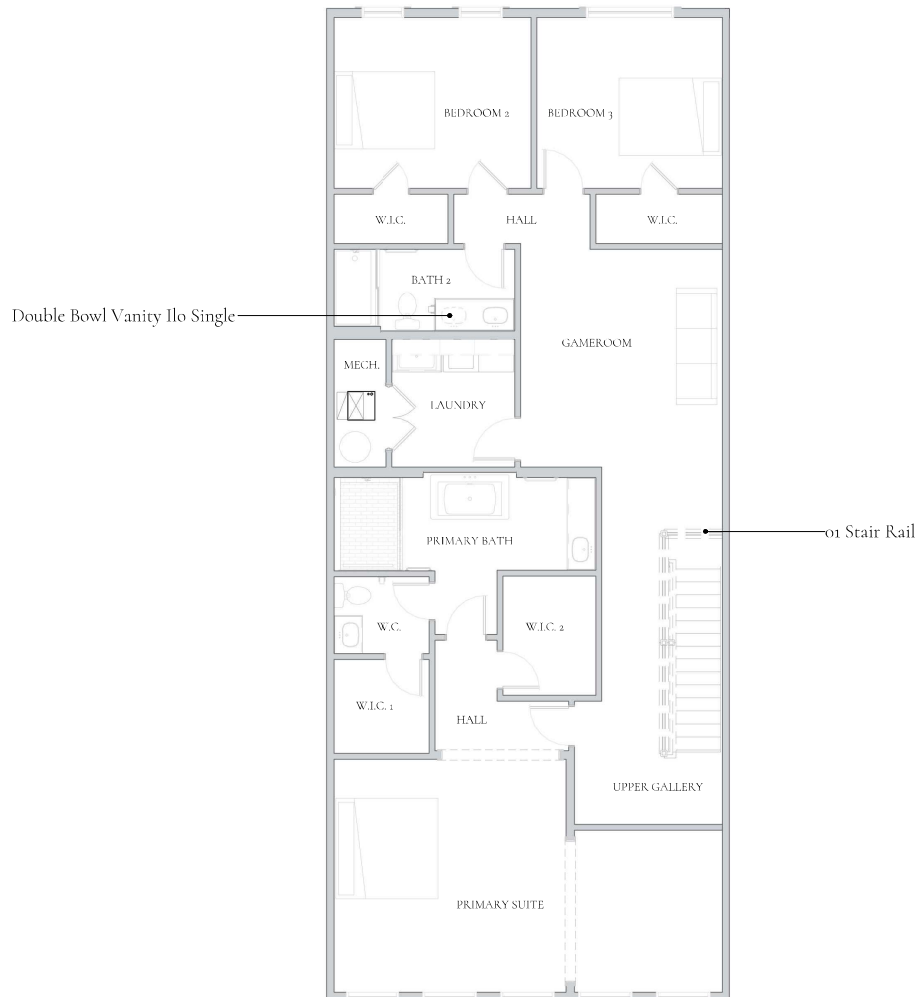 BEDROOM 2
BEDROOM 3
W.I.C.
HALL
W.I.C.
BATH 2
Double Bowl Vanity Ilo Single
GAMEROOM
MECH.
LAUNDRY
01 Stair Rail
PRIMARY BATH
W.C.
W.I.C. 2
W.I.C. 1
HALL
UPPER GALLERY
PRIMARY SUITE